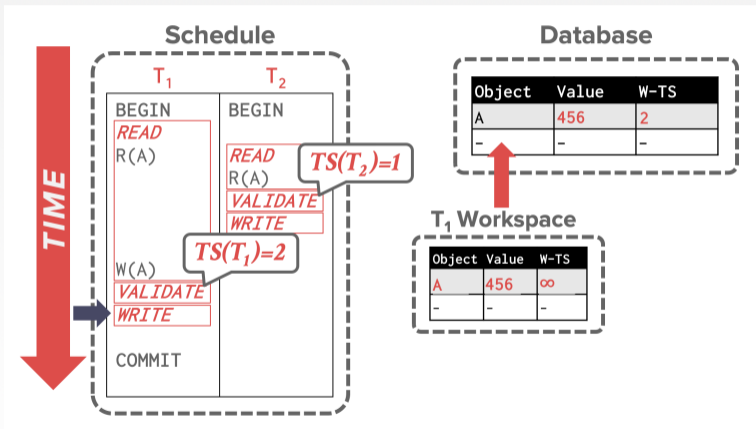 Schedule
T1 T2
BEGIN BEGIN
READ
R(A)
READ
R(A)
VALIDATE
WRITE
TS(T2)=1
TS(T1)=2
W(A)
VALIDATE
WRITE
COMMIT
TIME
Database
Object Value W-TS
A 456 2
- - -
T1 Workspace
Object Value W-TS
A 456 ∞
- - -